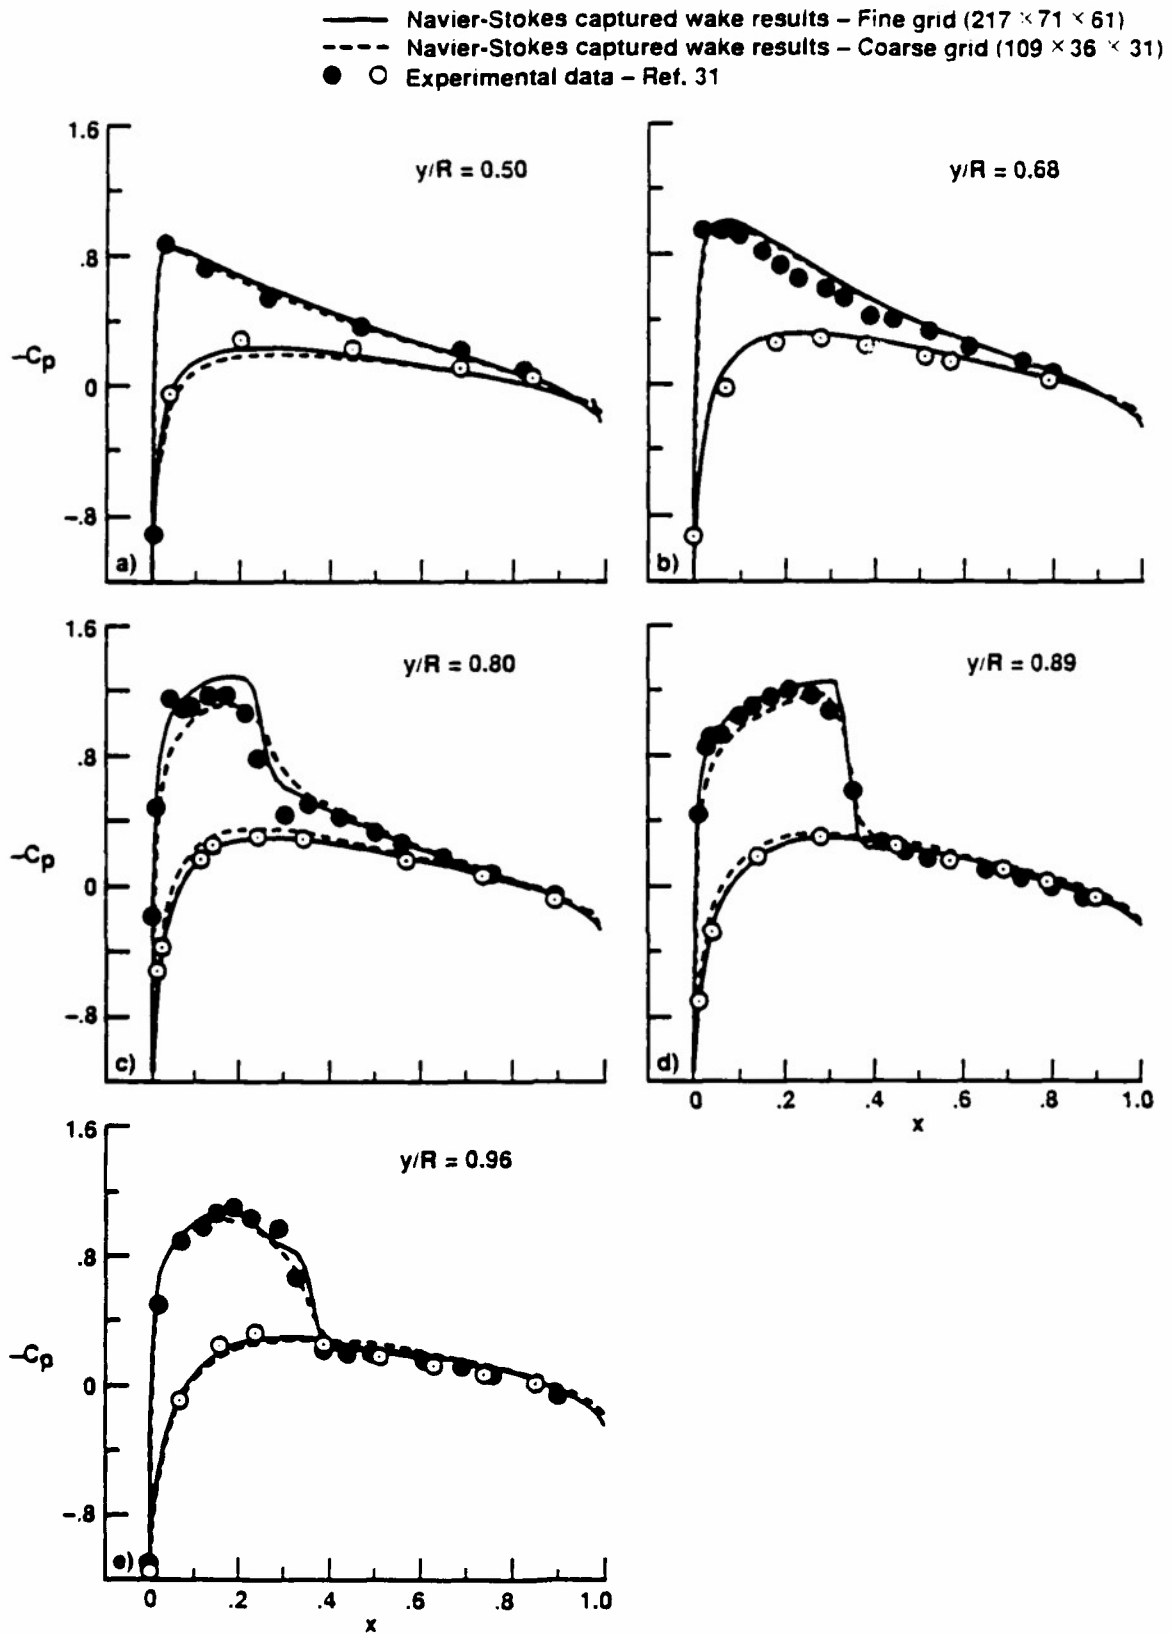 Navier-Stokes captured wake results – Fine grid (217 × 71 × 61)
Navier-Stokes captured wake results – Coarse grid (109 × 36 × 31)
Experimental data – Ref. 31
1.6
y/R = 0.50
.8
–Cp
0
–.8
a)
y/R = 0.68
b)
1.6
y/R = 0.80
.8
–Cp
0
–.8
c)
y/R = 0.89
d)
0 .2 .4 .6 .8 1.0
x
1.6
y/R = 0.96
.8
–Cp
0
–.8
e)
0 .2 .4 .6 .8 1.0
x